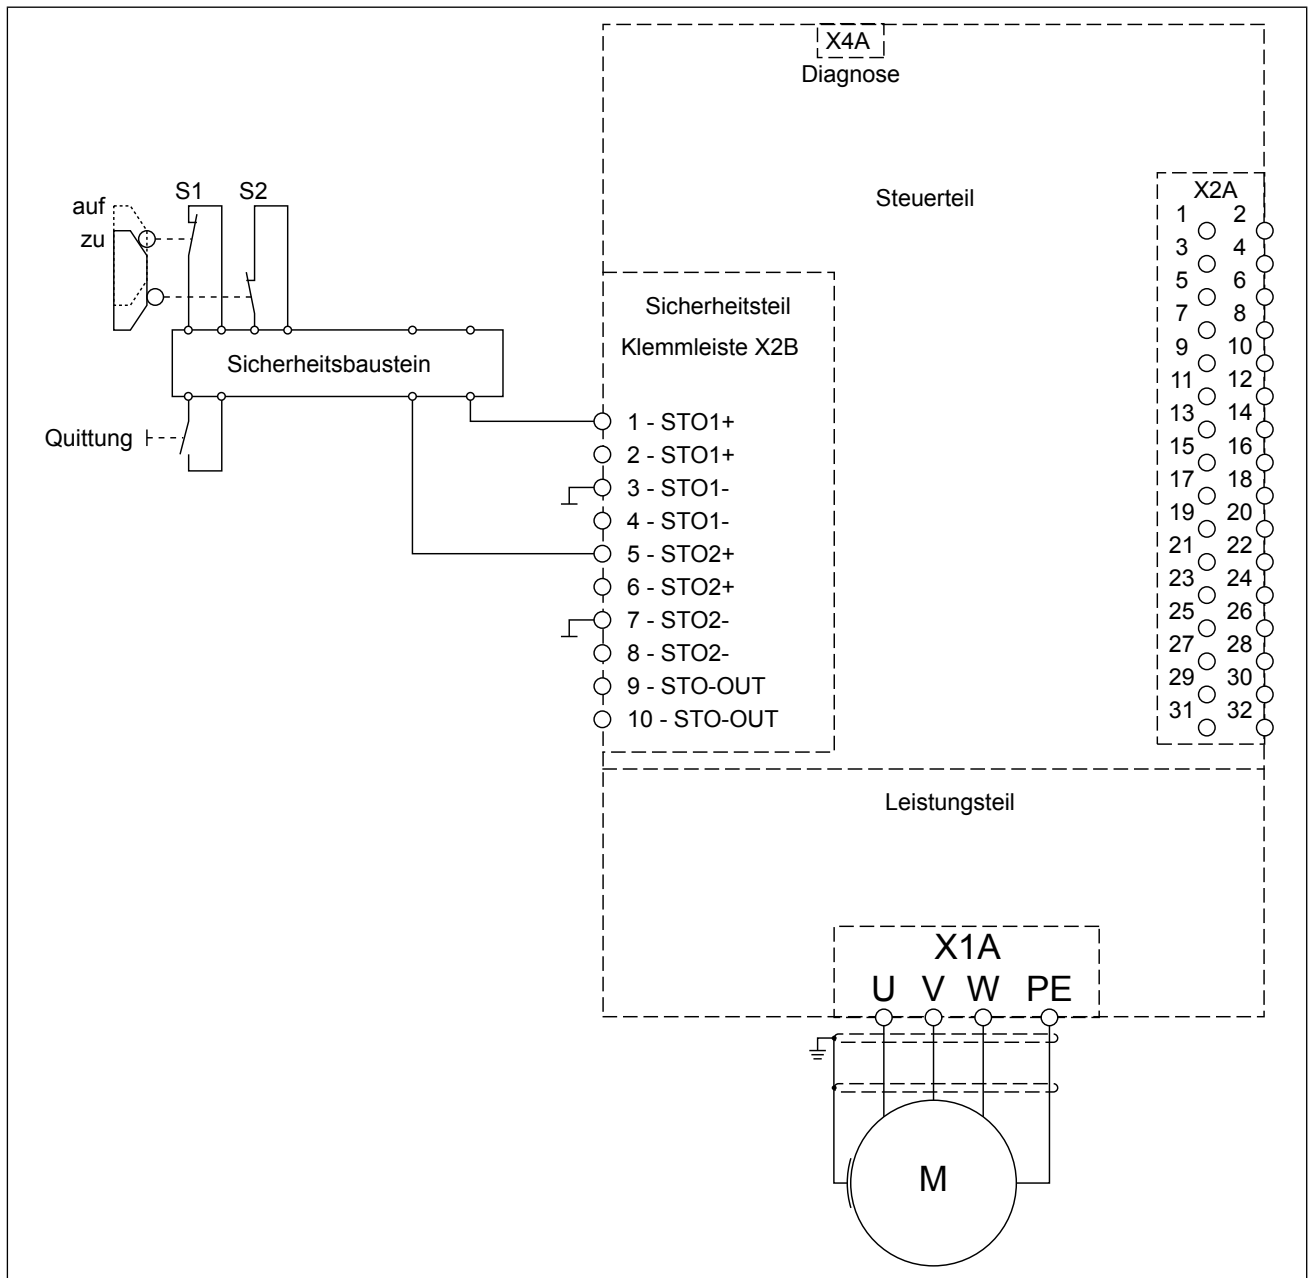 X4A
Diagnose
Steuerteil
S1 S2
auf
zu
Sicherheitsbaustein
Quittung
Sicherheitsteil
Klemmleiste X2B
1 - STO1+
2 - STO1+
3 - STO1-
4 - STO1-
5 - STO2+
6 - STO2+
7 - STO2-
8 - STO2-
9 - STO-OUT
10 - STO-OUT
X2A
1 2
3 4
5 6
7 8
9 10
11 12
13 14
15 16
17 18
19 20
21 22
23 24
25 26
27 28
29 30
31 32
Leistungsteil
X1A
U V W PE
M